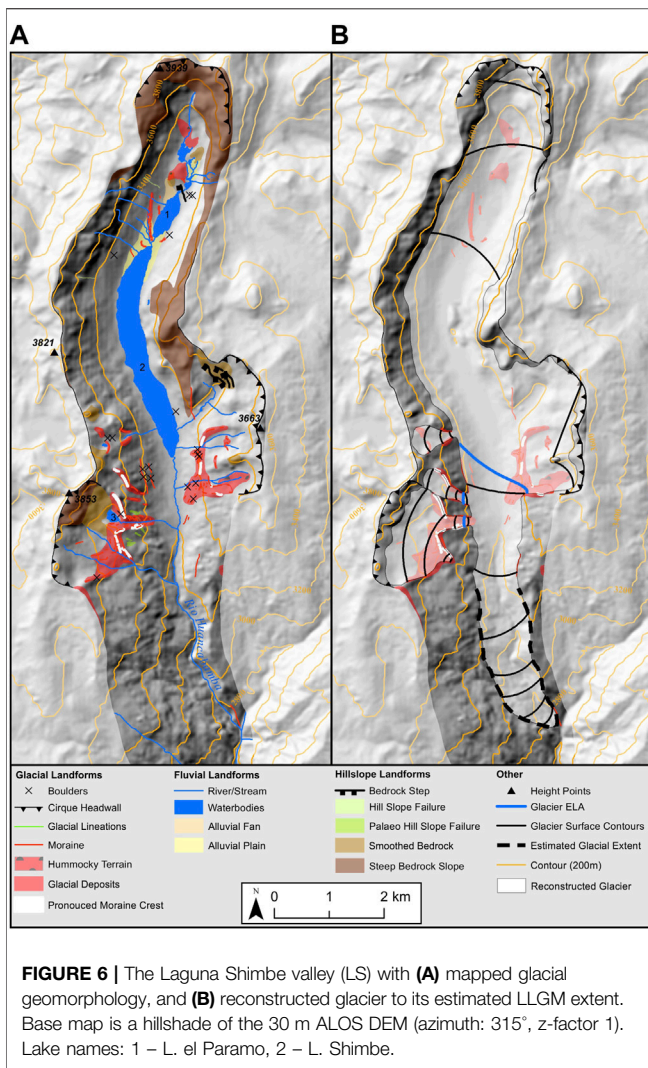 A
B
3939
3800
3600
3400
1
3821
2
3663
3853
3
Rio Huancabamba
Glacial Landforms
Boulders
Cirque Headwall
Glacial Lineations
Moraine
Hummocky Terrain
Glacial Deposits
Pronouced Moraine Crest
Fluvial Landforms
River/Stream
Waterbodies
Alluvial Fan
Alluvial Plain
Hillslope Landforms
Bedrock Step
Hill Slope Failure
Palaeo Hill Slope Failure
Smoothed Bedrock
Steep Bedrock Slope
Other
Height Points
Glacier ELA
Glacier Surface Contours
Estimated Glacial Extent
Contour (200m)
Reconstructed Glacier
N
0 1 2 km
FIGURE 6 | The Laguna Shimbe valley (LS) with (A) mapped glacial
geomorphology, and (B) reconstructed glacier to its estimated LLGM extent.
Base map is a hillshade of the 30 m ALOS DEM (azimuth: 315°, z-factor 1).
Lake names: 1 – L. el Paramo, 2 – L. Shimbe.